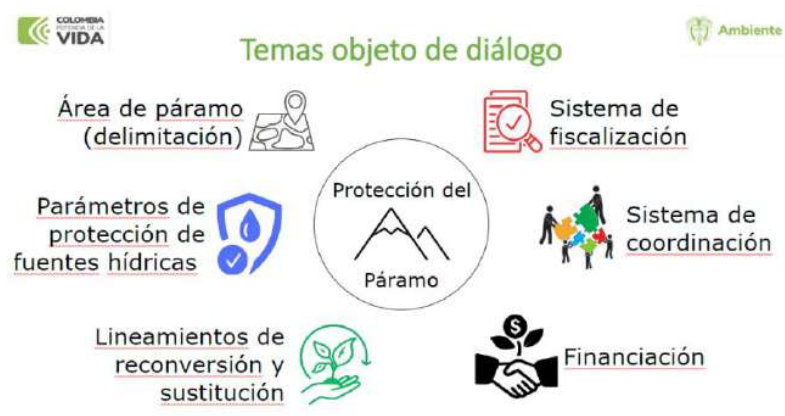 COLOMBIA
POTENCIA DE LA
VIDA
Ambiente
Temas objeto de diálogo
Área de páramo
(delimitación)
Sistema de
fiscalización
Parámetros de
protección de
fuentes hídricas
Protección del
Páramo
Sistema de
coordinación
Lineamientos de
reconversión y
sustitución
$
Financiación